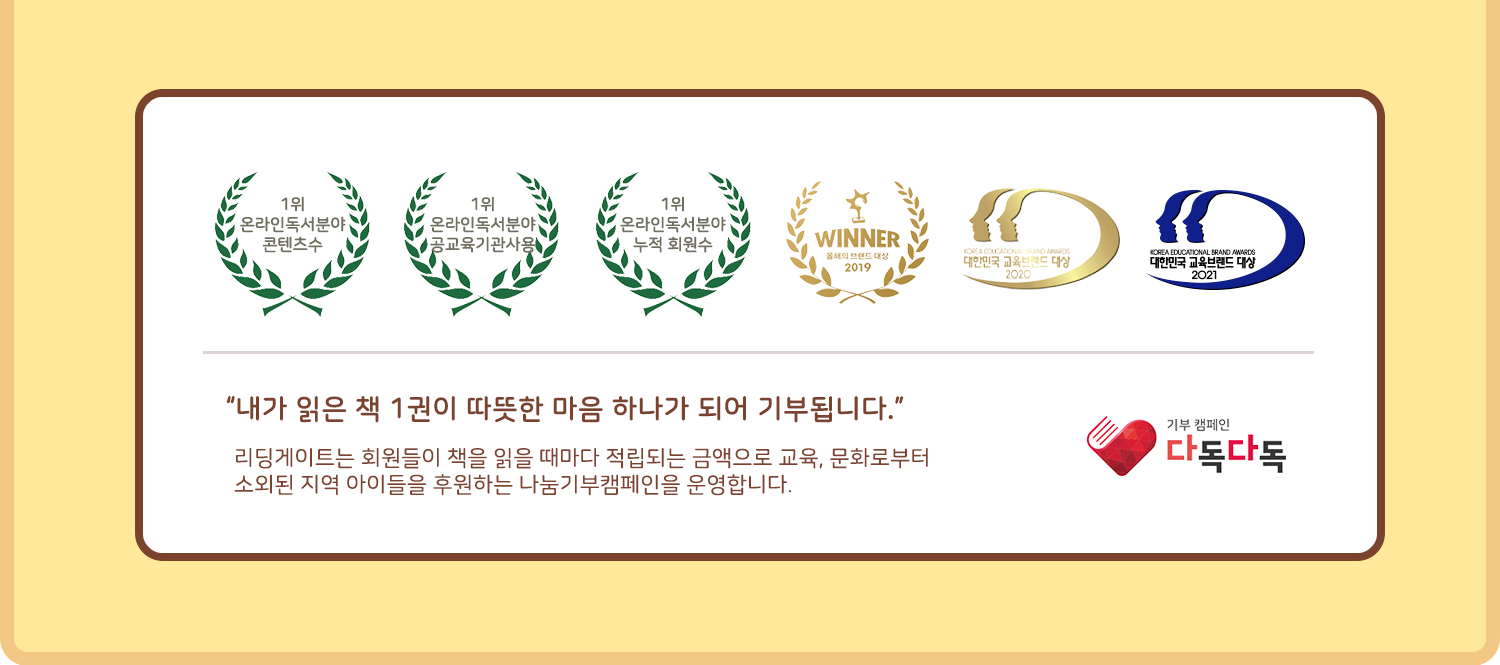 1위
온라인독서분야
콘텐츠수
1위
온라인독서분야
공교육기관사용
1위
온라인독서분야
누적 회원수
WINNER
올해의 브랜드 대상
2019
KOREA EDUCATIONAL BRAND AWARDS
대한민국 교육브랜드 대상
2020
KOREA EDUCATIONAL BRAND AWARDS
대한민국 교육브랜드 대상
2021
“내가 읽은 책 1권이 따뜻한 마음 하나가 되어 기부됩니다.”
리딩게이트는 회원들이 책을 읽을 때마다 적립되는 금액으로 교육, 문화로부터
소외된 지역 아이들을 후원하는 나눔기부캠페인을 운영합니다.
기부 캠페인
다독다독